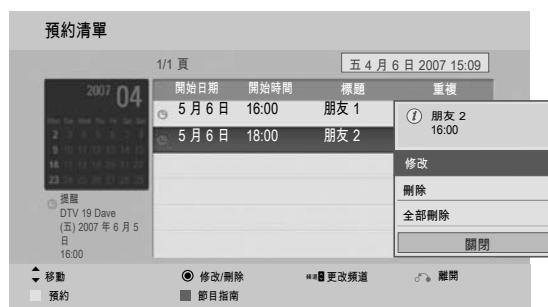 預約清單
1/1 頁
五 4 月 6 日 2007 15:09
2007 04
開始日期 開始時間 標題 重複
5 月 6 日 16:00 朋友 1
5 月 6 日 18:00 朋友 2
i 朋友 2
16:00
修改
刪除
全部刪除
關閉
提醒
DTV 19 Dave
(五) 2007 年 6 月 5
日
16:00
移動 修改/刪除 更改頻道 離開
預約 節目指南